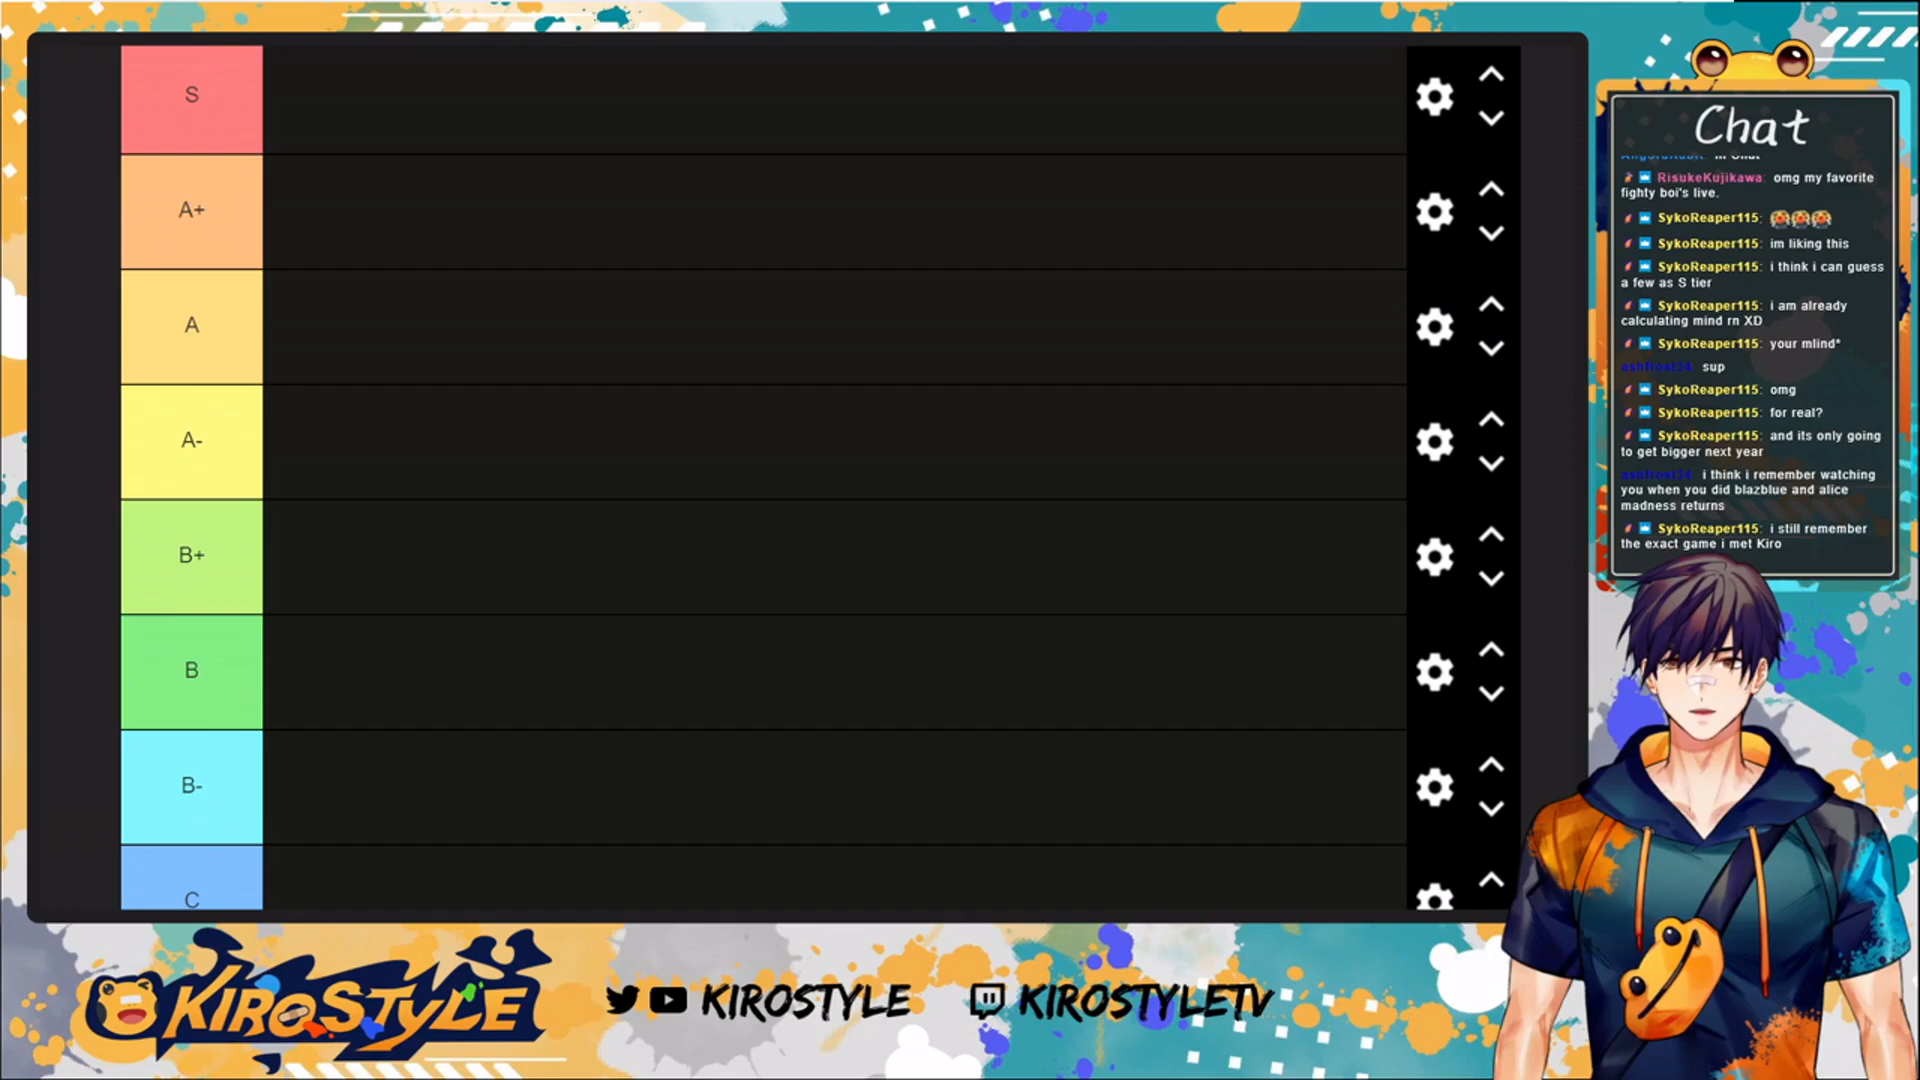 S
A+
A
A-
B+
B
B-
C
Chat
RisukeKujikawa: omg my favorite
fighty boi's live.
SykoReaper115:
SykoReaper115: im liking this
SykoReaper115: i think i can guess
a few as S tier
SykoReaper115: i am already
calculating mind rn XD
SykoReaper115: your mlind*
ashfrost34: sup
SykoReaper115: omg
SykoReaper115: for real?
SykoReaper115: and its only going
to get bigger next year
ashfrost34: i think i remember watching
you when you did blazblue and alice
madness returns
SykoReaper115: i still remember
the exact game i met Kiro
KIROSTYLE
KIROSTYLE
KIROSTYLETV